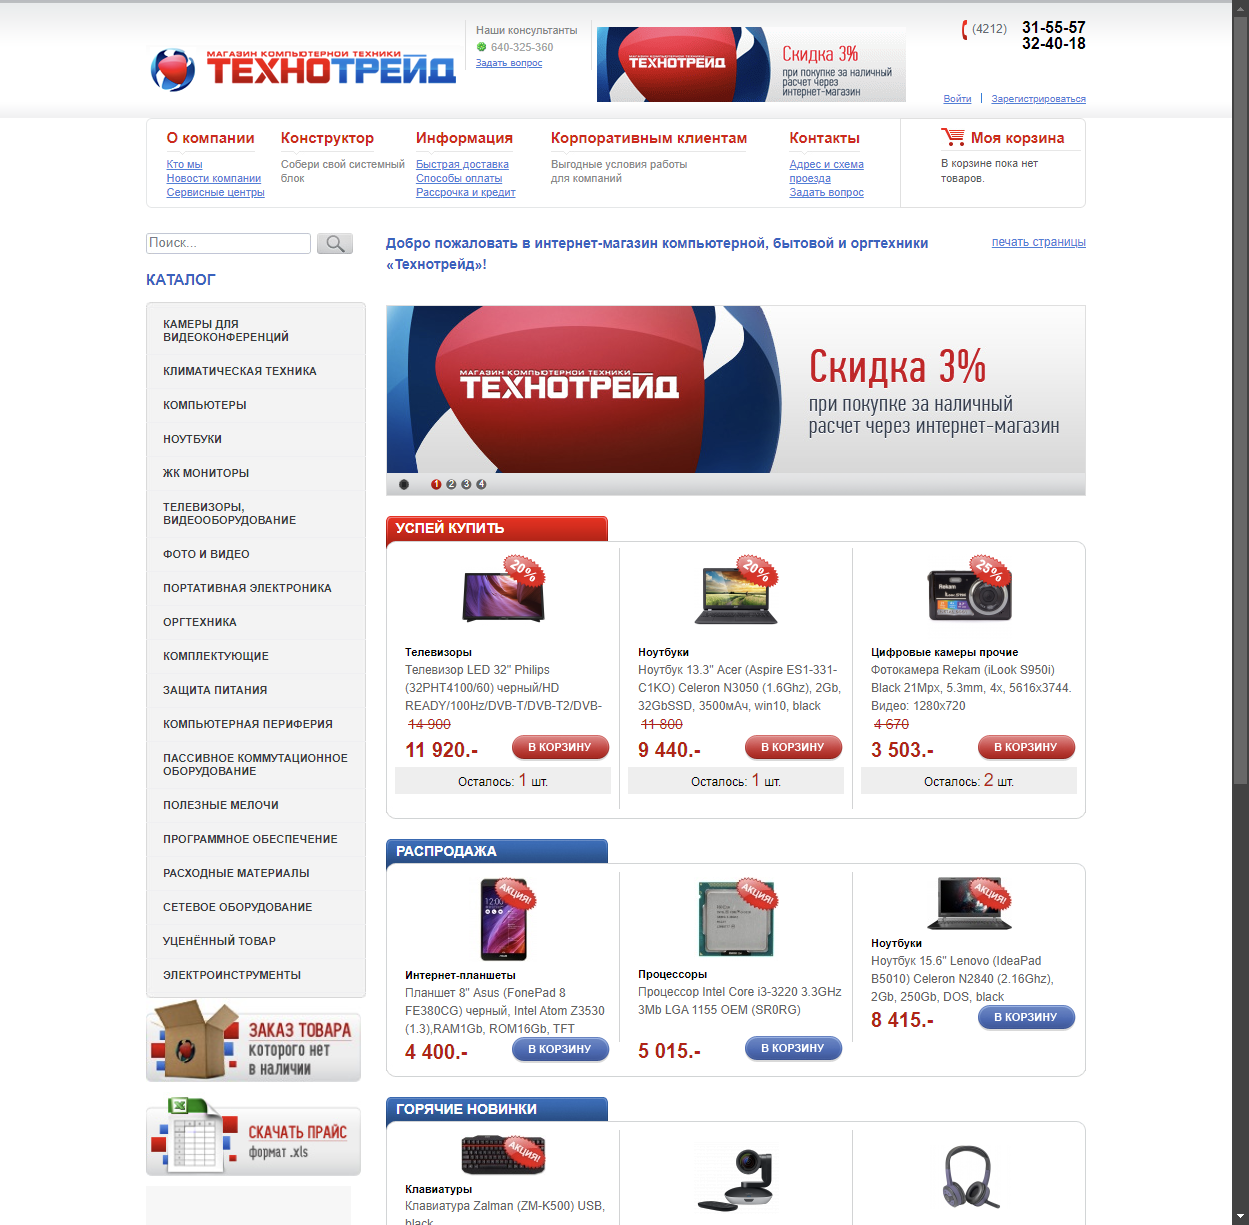 МАГАЗИН КОМПЬЮТЕРНОЙ ТЕХНИКИ
ТЕХНОТРЕЙД
Наши консультанты
640-325-360
Задать вопрос
ТЕХНОТРЕЙД
Скидка 3%
при покупке за наличный
расчет через
интернет-магазин
(4212) 31-55-57
32-40-18
Войти | Зарегистрироваться
О компании
Кто мы
Новости компании
Сервисные центры
Конструктор
Собери свой системный
блок
Информация
Быстрая доставка
Способы оплаты
Рассрочка и кредит
Корпоративным клиентам
Выгодные условия работы
для компаний
Контакты
Адрес и схема
проезда
Задать вопрос
Моя корзина
В корзине пока нет
товаров.
Поиск...
КАТАЛОГ
КАМЕРЫ ДЛЯ
ВИДЕОКОНФЕРЕНЦИЙ
КЛИМАТИЧЕСКАЯ ТЕХНИКА
КОМПЬЮТЕРЫ
НОУТБУКИ
ЖК МОНИТОРЫ
ТЕЛЕВИЗОРЫ,
ВИДЕООБОРУДОВАНИЕ
ФОТО И ВИДЕО
ПОРТАТИВНАЯ ЭЛЕКТРОНИКА
ОРГТЕХНИКА
КОМПЛЕКТУЮЩИЕ
ЗАЩИТА ПИТАНИЯ
КОМПЬЮТЕРНАЯ ПЕРИФЕРИЯ
ПАССИВНОЕ КОММУТАЦИОННОЕ
ОБОРУДОВАНИЕ
ПОЛЕЗНЫЕ МЕЛОЧИ
ПРОГРАММНОЕ ОБЕСПЕЧЕНИЕ
РАСХОДНЫЕ МАТЕРИАЛЫ
СЕТЕВОЕ ОБОРУДОВАНИЕ
УЦЕНЁННЫЙ ТОВАР
ЭЛЕКТРОИНСТРУМЕНТЫ
ЗАКАЗ ТОВАРА
которого нет
в наличии
СКАЧАТЬ ПРАЙС
формат .xls
Добро пожаловать в интернет-магазин компьютерной, бытовой и оргтехники
«Технотрейд»!
печать страницы
МАГАЗИН КОМПЬЮТЕРНОЙ ТЕХНИКИ
ТЕХНОТРЕЙД
Скидка 3%
при покупке за наличный
расчет через интернет-магазин
1 2 3 4
УСПЕЙ КУПИТЬ
20%
Телевизоры
Телевизор LED 32" Philips
(32PHT4100/60) черный/HD
READY/100Hz/DVB-T/DVB-T2/DVB-
14 900
11 920.-
В КОРЗИНУ
Осталось: 1 шт.
20%
Ноутбуки
Ноутбук 13.3" Acer (Aspire ES1-331-
C1KO) Celeron N3050 (1.6Ghz), 2Gb,
32GbSSD, 3500мАч, win10, black
11 800
9 440.-
В КОРЗИНУ
Осталось: 1 шт.
25%
Rekam
Цифровые камеры прочие
Фотокамера Rekam (iLook S950i)
Black 21Mpx, 5.3mm, 4x, 5616x3744.
Видео: 1280x720
4 670
3 503.-
В КОРЗИНУ
Осталось: 2 шт.
РАСПРОДАЖА
АКЦИЯ!
Интернет-планшеты
Планшет 8" Asus (FonePad 8
FE380CG) черный, Intel Atom Z3530
(1.3),RAM1Gb, ROM16Gb, TFT
4 400.-
В КОРЗИНУ
АКЦИЯ!
Процессоры
Процессор Intel Core i3-3220 3.3GHz
3Mb LGA 1155 OEM (SR0RG)
5 015.-
В КОРЗИНУ
АКЦИЯ!
Ноутбуки
Ноутбук 15.6" Lenovo (IdeaPad
B5010) Celeron N2840 (2.16Ghz),
2Gb, 250Gb, DOS, black
8 415.-
В КОРЗИНУ
ГОРЯЧИЕ НОВИНКИ
АКЦИЯ!
Клавиатуры
Клавиатура Zalman (ZM-K500) USB,
black